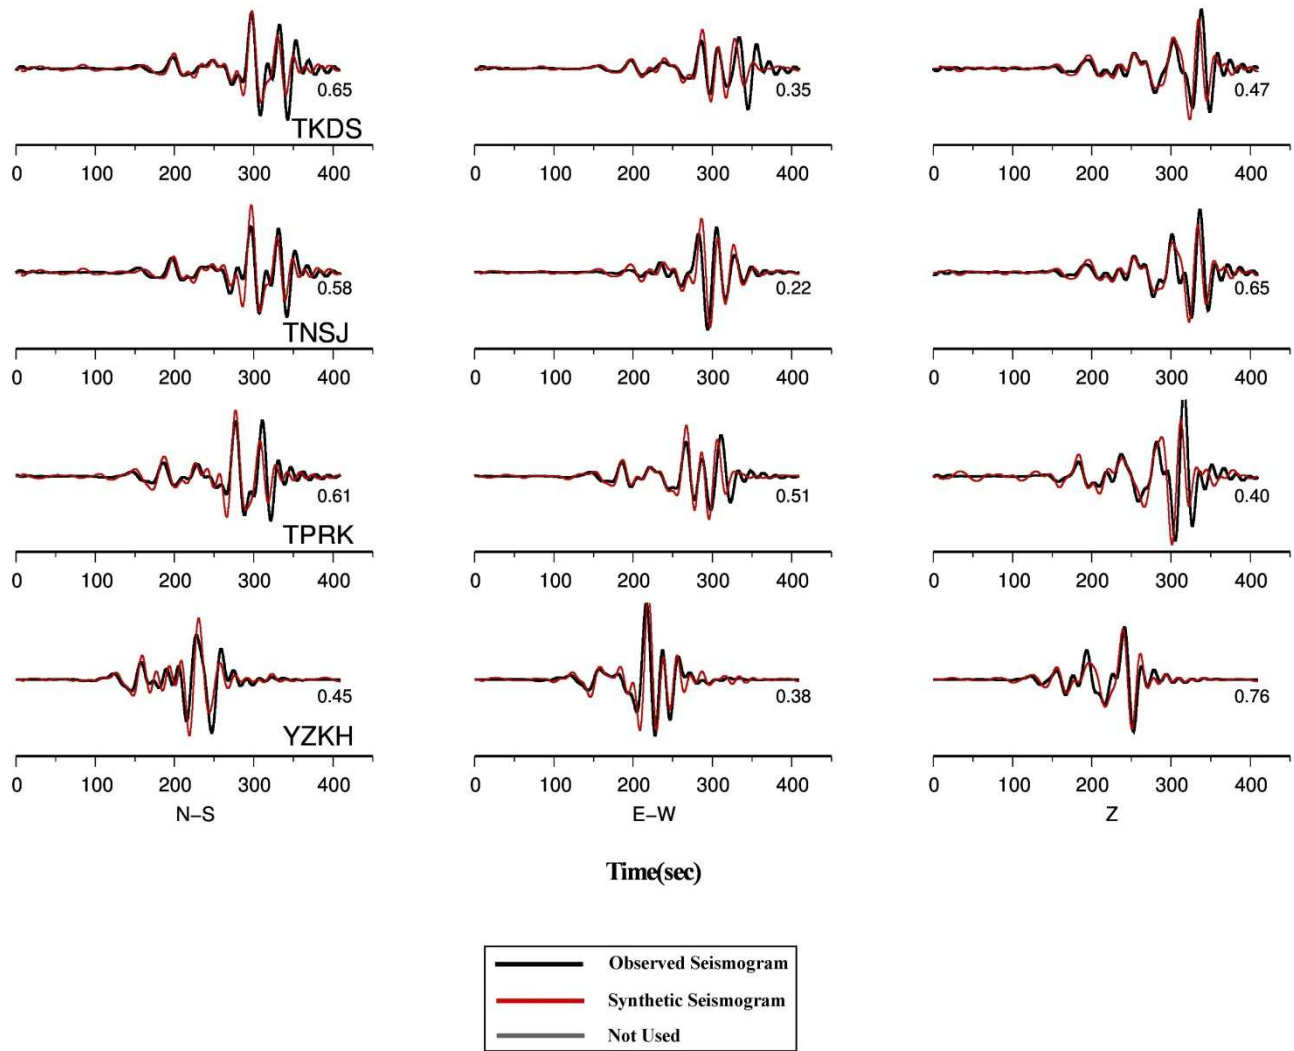 0.65 0.35 0.47
TKDS
0 100 200 300 400 0 100 200 300 400 0 100 200 300 400
0.58 0.22 0.65
TNSJ
0 100 200 300 400 0 100 200 300 400 0 100 200 300 400
0.61 0.51 0.40
TPRK
0 100 200 300 400 0 100 200 300 400 0 100 200 300 400
0.45 0.38 0.76
YZKH
0 100 200 300 400 0 100 200 300 400 0 100 200 300 400
N-S E-W Z
Time(sec)
Observed Seismogram
Synthetic Seismogram
Not Used